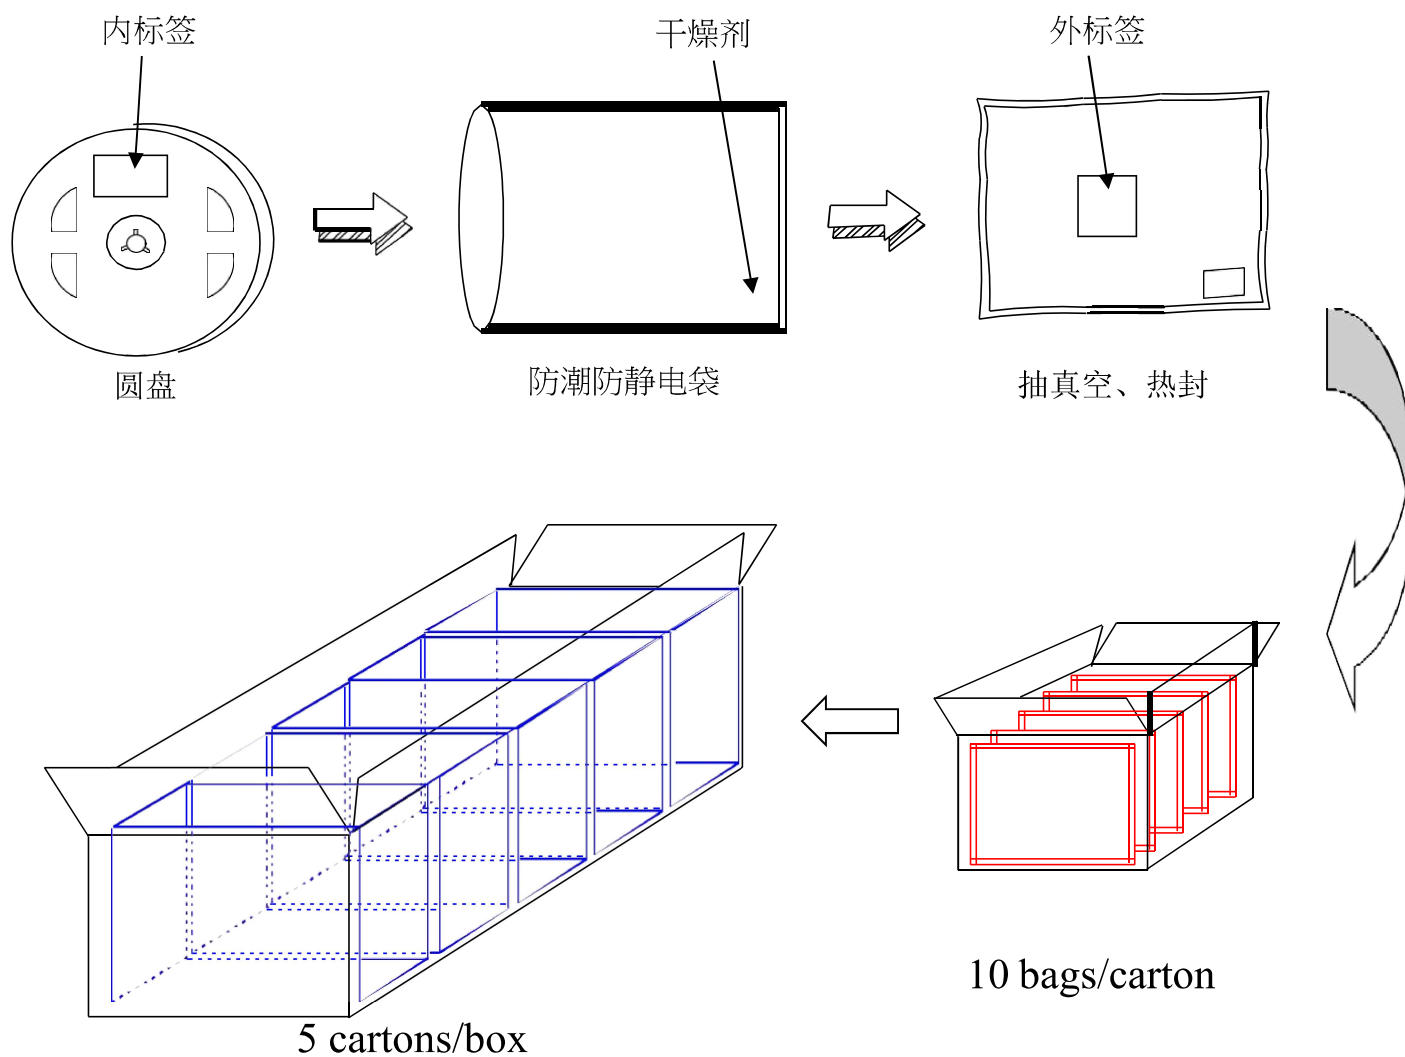 内标签
干燥剂
外标签
圆盘
防潮防静电袋
抽真空、热封
10 bags/carton
5 cartons/box